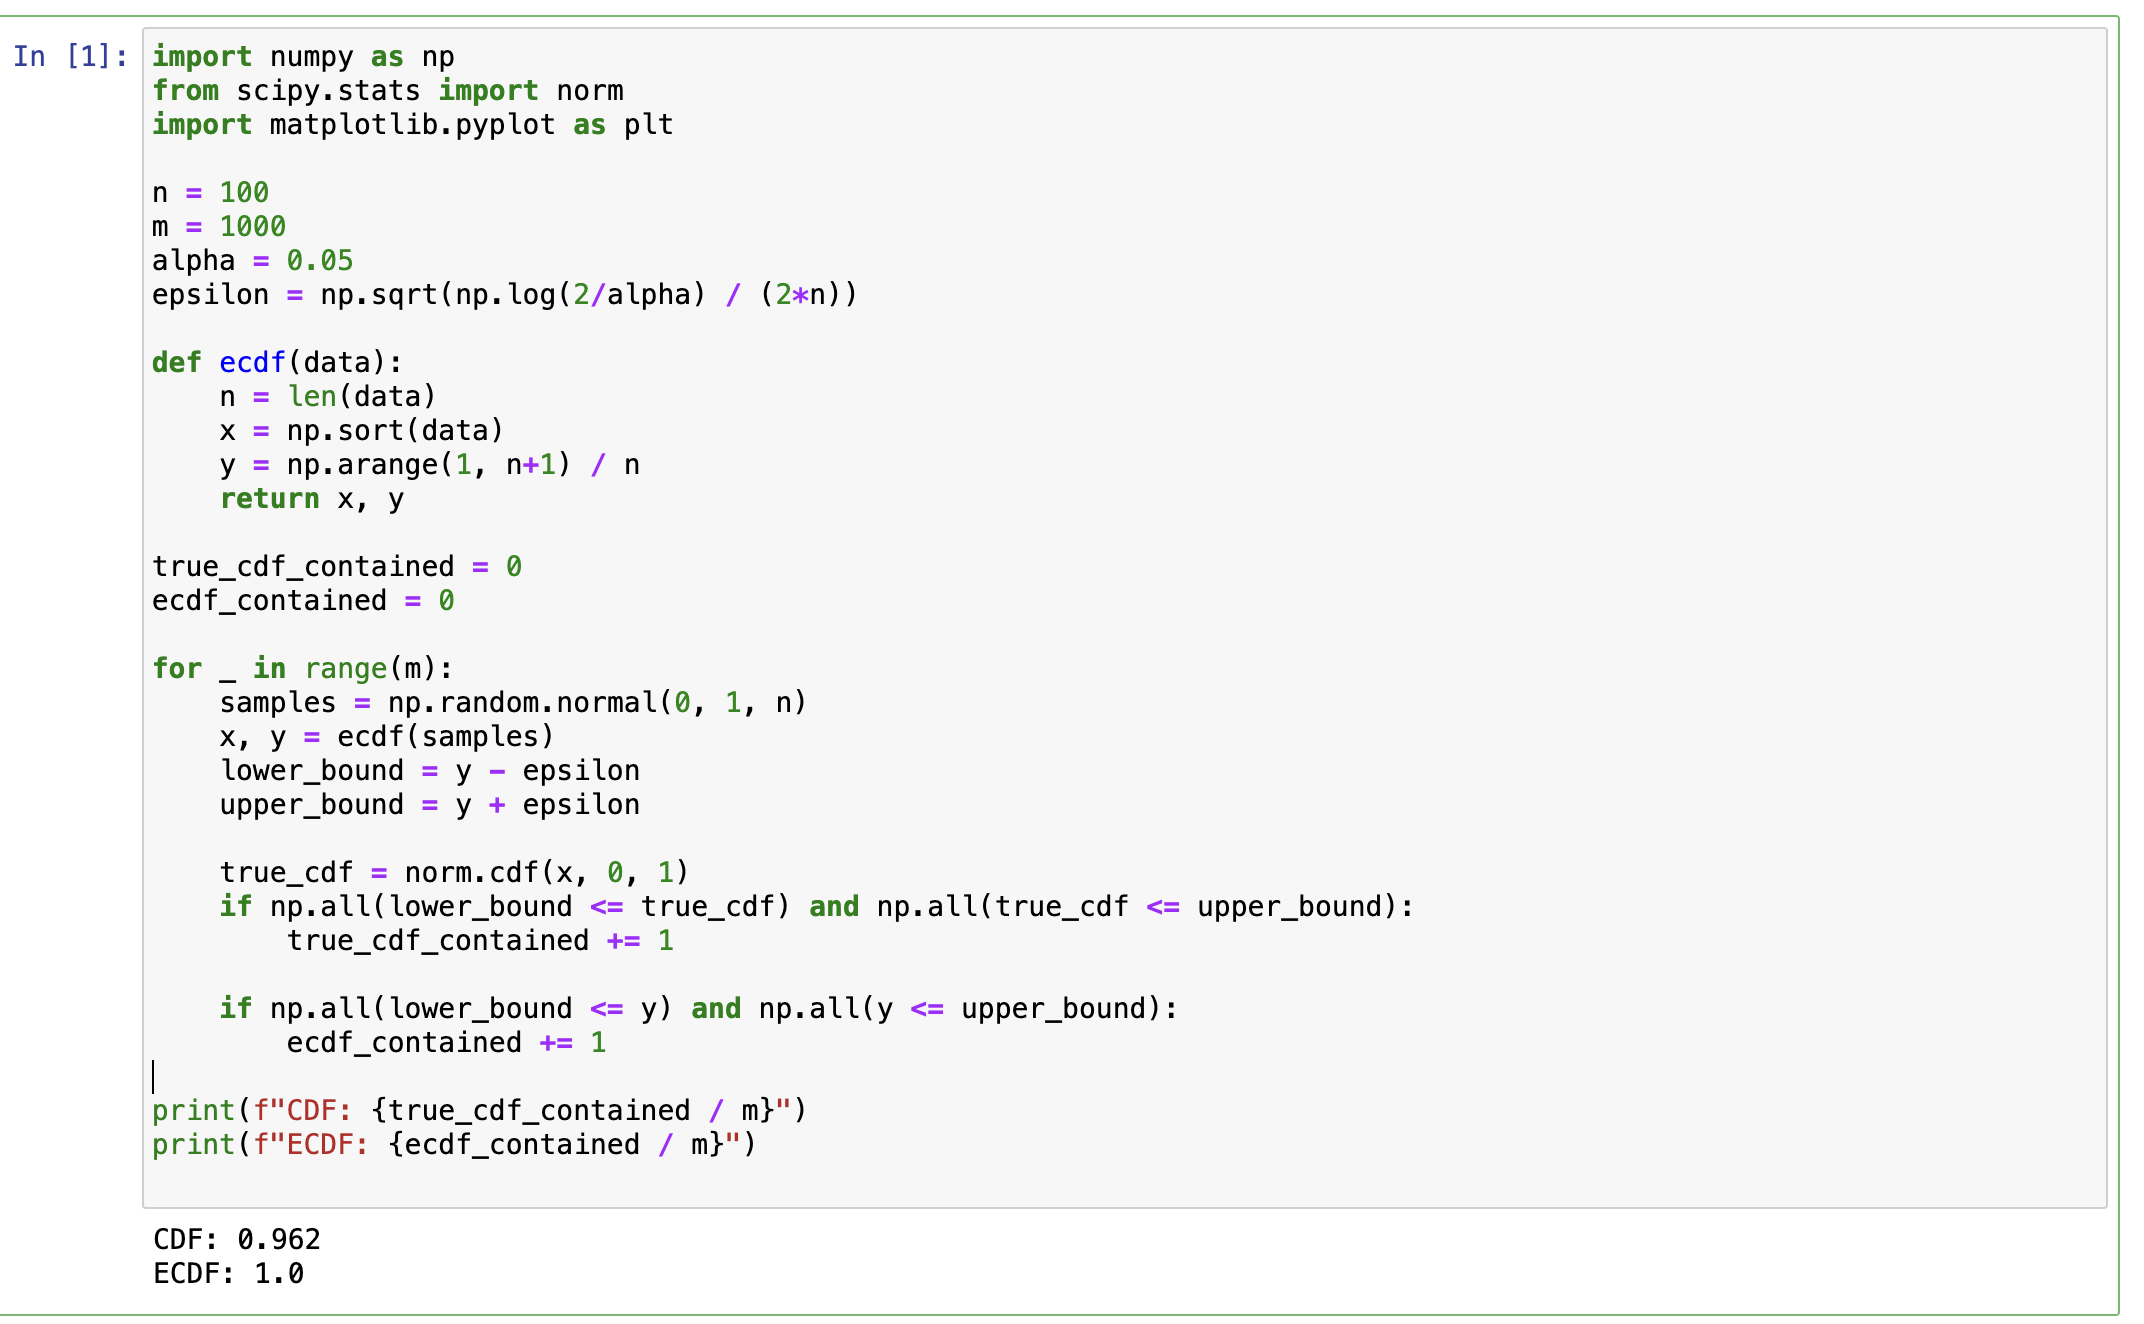 In [1]:
import numpy as np
from scipy.stats import norm
import matplotlib.pyplot as plt

n = 100
m = 1000
alpha = 0.05
epsilon = np.sqrt(np.log(2/alpha) / (2*n))

def ecdf(data):
    n = len(data)
    x = np.sort(data)
    y = np.arange(1, n+1) / n
    return x, y

true_cdf_contained = 0
ecdf_contained = 0

for _ in range(m):
    samples = np.random.normal(0, 1, n)
    x, y = ecdf(samples)
    lower_bound = y - epsilon
    upper_bound = y + epsilon

    true_cdf = norm.cdf(x, 0, 1)
    if np.all(lower_bound <= true_cdf) and np.all(true_cdf <= upper_bound):
        true_cdf_contained += 1

    if np.all(lower_bound <= y) and np.all(y <= upper_bound):
        ecdf_contained += 1

print(f"CDF: {true_cdf_contained / m}")
print(f"ECDF: {ecdf_contained / m}")

CDF: 0.962
ECDF: 1.0